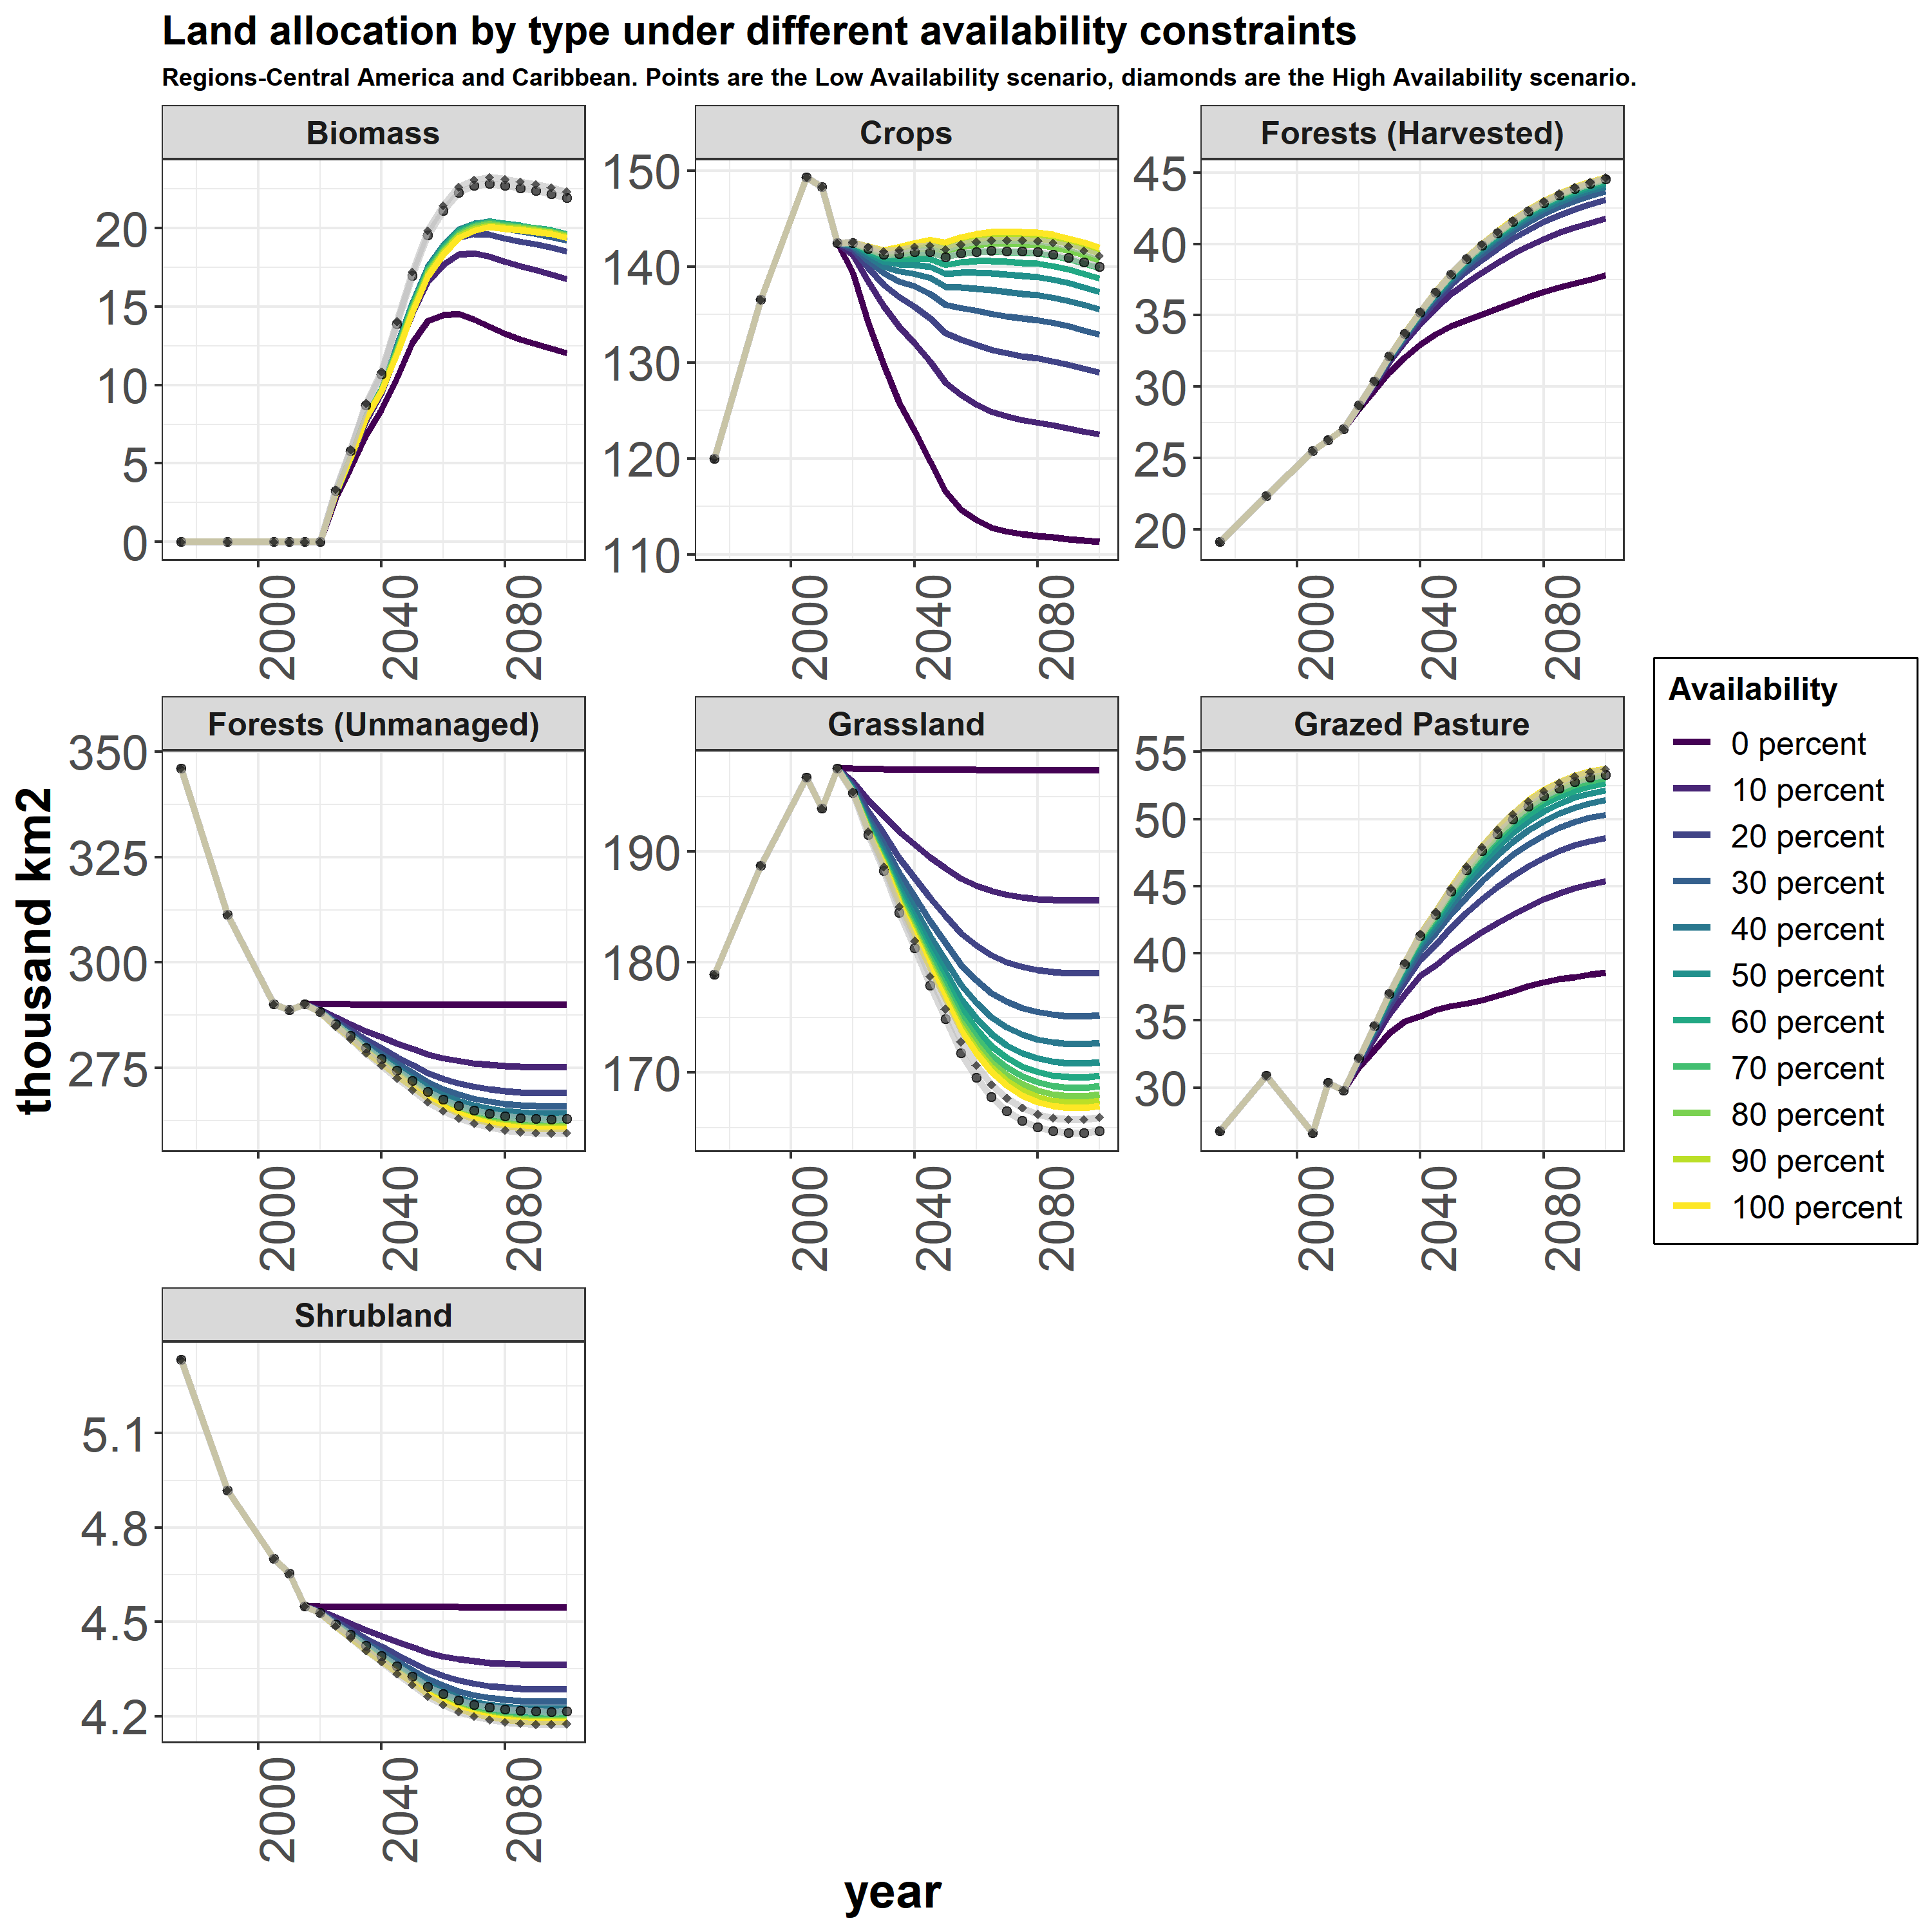 Land allocation by type under different availability constraints
Regions-Central America and Caribbean. Points are the Low Availability scenario, diamonds are the High Availability scenario.
Biomass
20
15
10
5
0
2000
2040
2080
Crops
150
140
130
120
110
2000
2040
2080
Forests (Harvested)
45
40
35
30
25
20
2000
2040
2080
Forests (Unmanaged)
350
325
300
275
2000
2040
2080
Grassland
190
180
170
2000
2040
2080
Grazed Pasture
55
50
45
40
35
30
2000
2040
2080
Shrubland
5.1
4.8
4.5
4.2
2000
2040
2080
thousand km2
year
Availability
0 percent
10 percent
20 percent
30 percent
40 percent
50 percent
60 percent
70 percent
80 percent
90 percent
100 percent